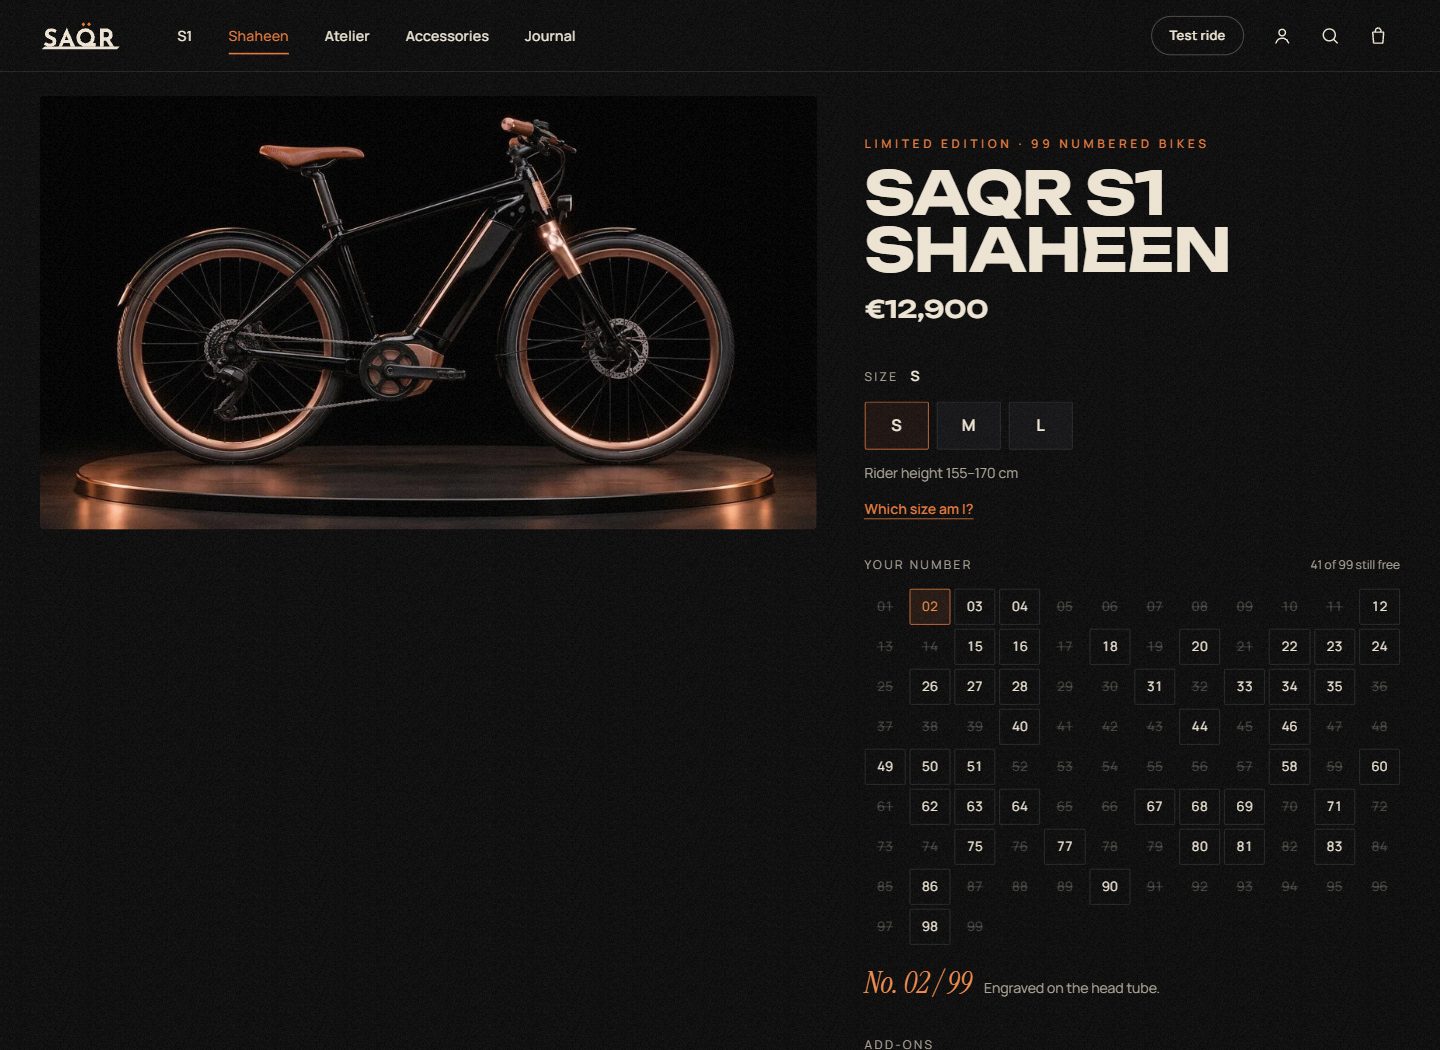 SAQ̈R S1 Shaheen Atelier Accessories Journal Test ride
LIMITED EDITION · 99 NUMBERED BIKES
SAQR S1
SHAHEEN
€12,900
SIZE S
S M L
Rider height 155–170 cm
Which size am I?
YOUR NUMBER 41 of 99 still free
01 02 03 04 05 06 07 08 09 10 11 12
13 14 15 16 17 18 19 20 21 22 23 24
25 26 27 28 29 30 31 32 33 34 35 36
37 38 39 40 41 42 43 44 45 46 47 48
49 50 51 52 53 54 55 56 57 58 59 60
61 62 63 64 65 66 67 68 69 70 71 72
73 74 75 76 77 78 79 80 81 82 83 84
85 86 87 88 89 90 91 92 93 94 95 96
97 98 99
No. 02 / 99 Engraved on the head tube.
ADD-ONS